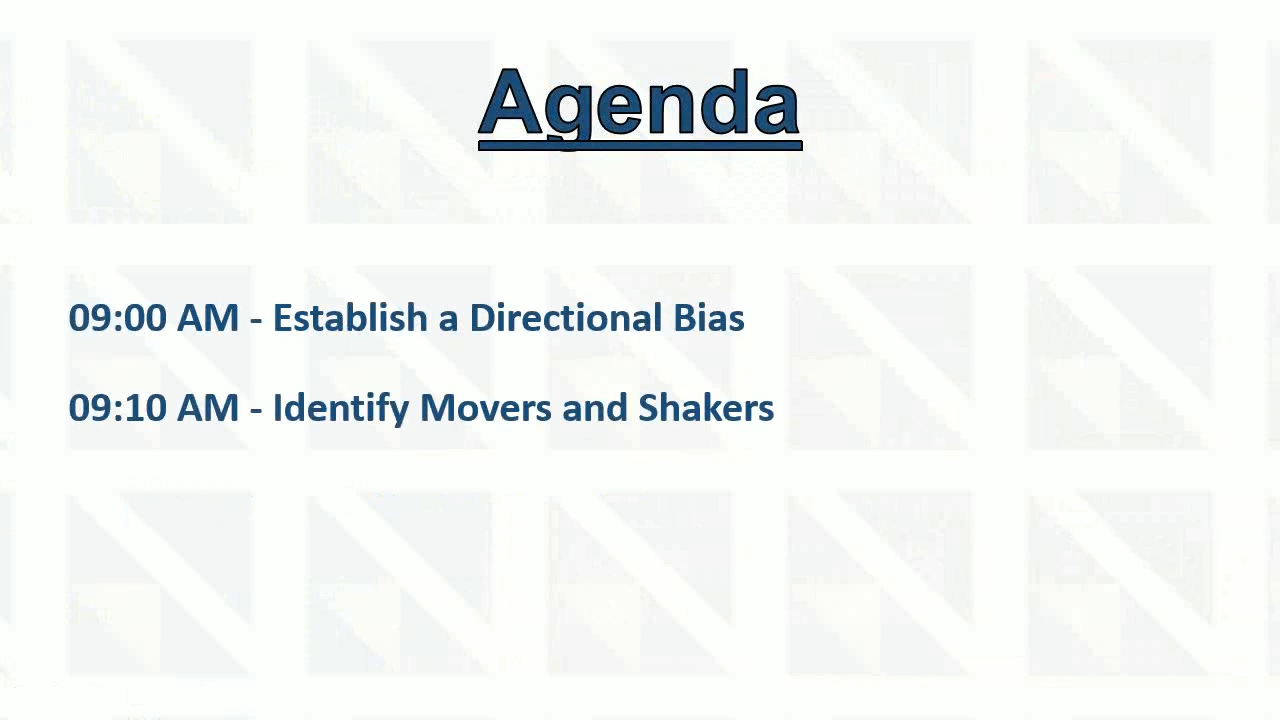 Agenda
09:00 AM - Establish a Directional Bias
09:10 AM - Identify Movers and Shakers